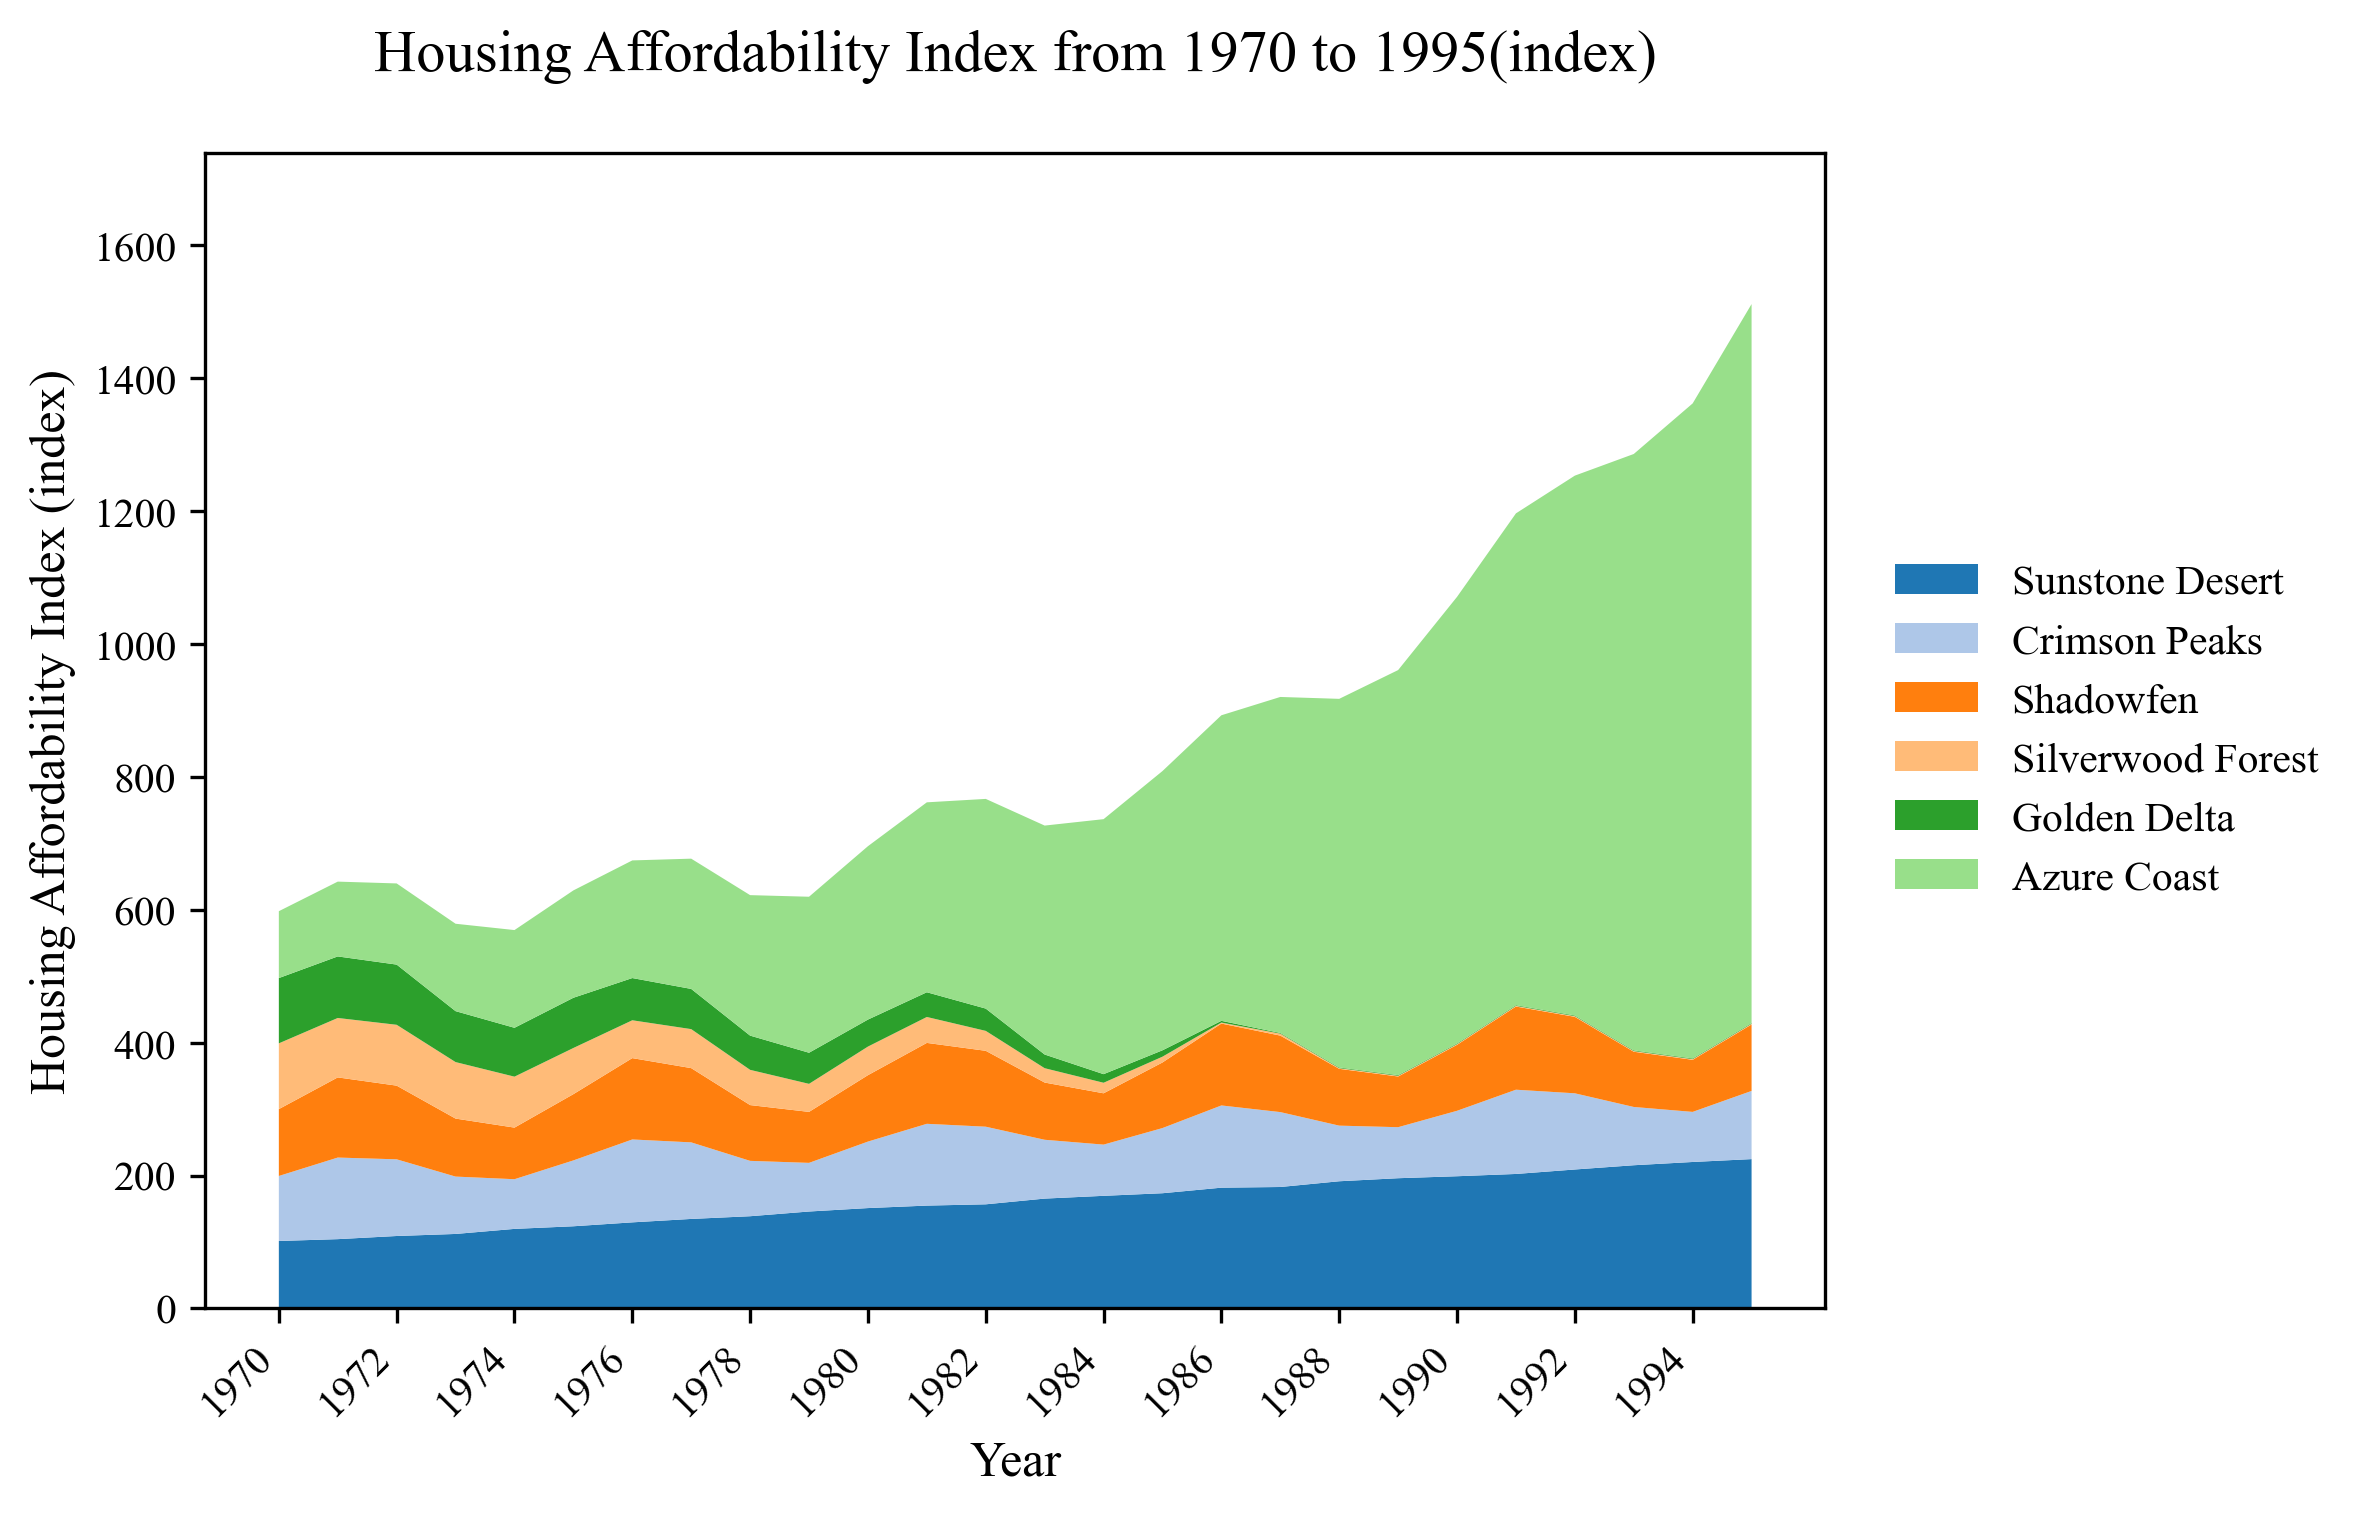 Housing Affordability Index from 1970 to 1995(index)
Housing Affordability Index (index)
1600
1400
1200
1000
800
600
400
200
0
1970
1972
1974
1976
1978
1980
1982
1984
1986
1988
1990
1992
1994
Year
Sunstone Desert
Crimson Peaks
Shadowfen
Silverwood Forest
Golden Delta
Azure Coast